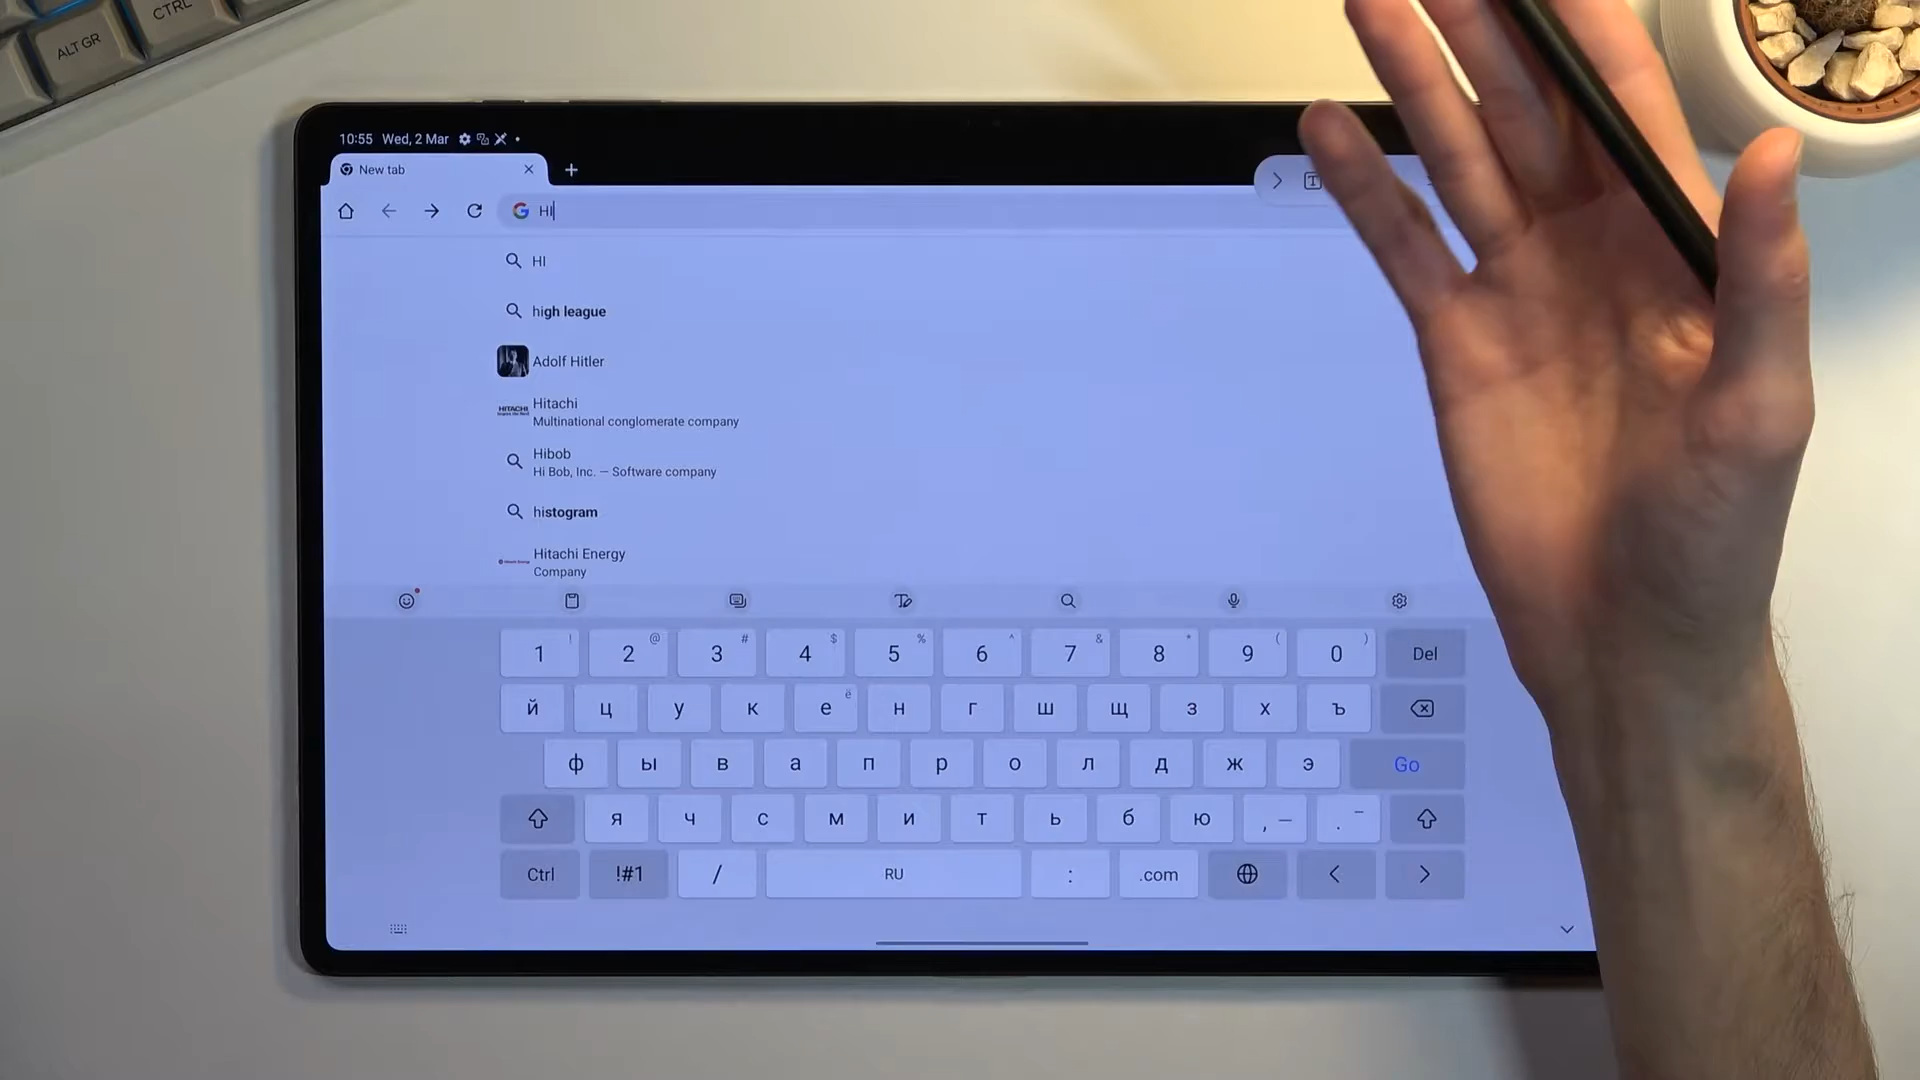 CTRL
ALT GR
10:55 Wed, 2 Mar
New tab
HI
HI
high league
Adolf Hitler
HITACHI
Hitachi
Multinational conglomerate company
Hibob
Hi Bob, Inc. – Software company
histogram
Hitachi Energy
Company
1 ! 2 @ 3 # 4 $ 5 % 6 ^ 7 & 8 * 9 ( 0 ) Del
й ц у к е ё н г ш щ з х ъ
ф ы в а п р о л д ж э Go
я ч с м и т ь б ю , — . –
Ctrl !#1 / RU : .com < >